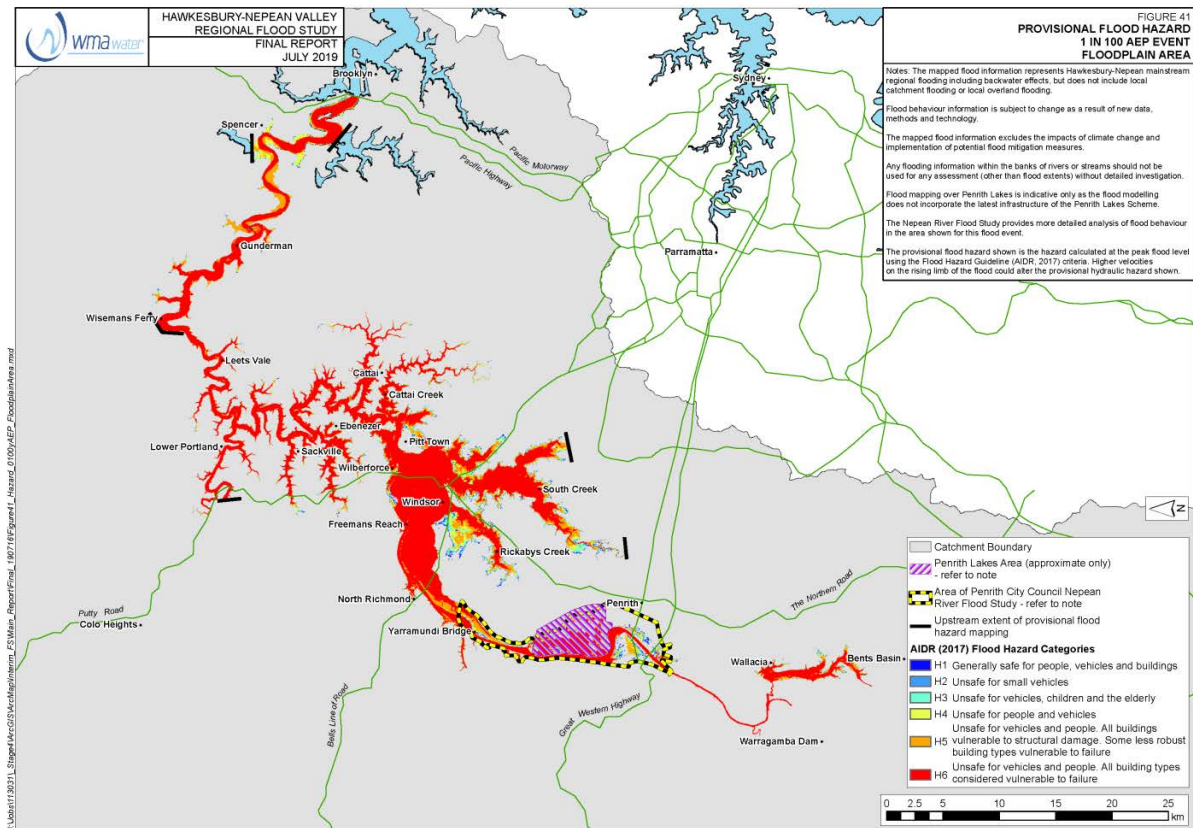 wmawater
HAWKESBURY-NEPEAN VALLEY
REGIONAL FLOOD STUDY
FINAL REPORT
JULY 2019
FIGURE 41
PROVISIONAL FLOOD HAZARD
1 IN 100 AEP EVENT
FLOODPLAIN AREA
Notes: The mapped flood information represents Hawkesbury-Nepean mainstream
regional flooding including backwater effects, but does not include local
catchment flooding or local overland flooding.
Flood behaviour information is subject to change as a result of new data,
methods and technology.
The mapped flood information excludes the impacts of climate change and
implementation of potential flood mitigation measures.
Any flooding information within the banks of rivers or streams should not be
used for any assessment (other than flood extents) without detailed investigation.
Flood mapping over Penrith Lakes is indicative only as the flood modelling
does not incorporate the latest infrastructure of the Penrith Lakes Scheme.
The Nepean River Flood Study provides more detailed analysis of flood behaviour
in the area shown for this flood event.
The provisional flood hazard shown is the hazard calculated at the peak flood level
using the Flood Hazard Guideline (AIDR, 2017) criteria. Higher velocities
on the rising limb of the flood could alter the provisional hydraulic hazard shown.
Brooklyn
Sydney
Spencer
Pacific Motorway
Pacific Highway
Gunderman
Parramatta
Wisemans Ferry
Leets Vale
Cattai
Cattai Creek
Ebenezer
Pitt Town
Lower Portland
Sackville
Wilberforce
South Creek
Windsor
Freemans Reach
Rickabys Creek
North Richmond
Putty Road
Colo Heights
Yarramundi Bridge
Penrith
The Northern Road
Wallacia
Bents Basin
Bells Line of Road
Great Western Highway
Warragamba Dam
N
Catchment Boundary
Penrith Lakes Area (approximate only)
- refer to note
Area of Penrith City Council Nepean
River Flood Study - refer to note
Upstream extent of provisional flood
hazard mapping
AIDR (2017) Flood Hazard Categories
H1 Generally safe for people, vehicles and buildings
H2 Unsafe for small vehicles
H3 Unsafe for vehicles, children and the elderly
H4 Unsafe for people and vehicles
Unsafe for vehicles and people. All buildings
H5 vulnerable to structural damage. Some less robust
building types vulnerable to failure
Unsafe for vehicles and people. All building types
H6 considered vulnerable to failure
0 2.5 5 10 15 20 25
km